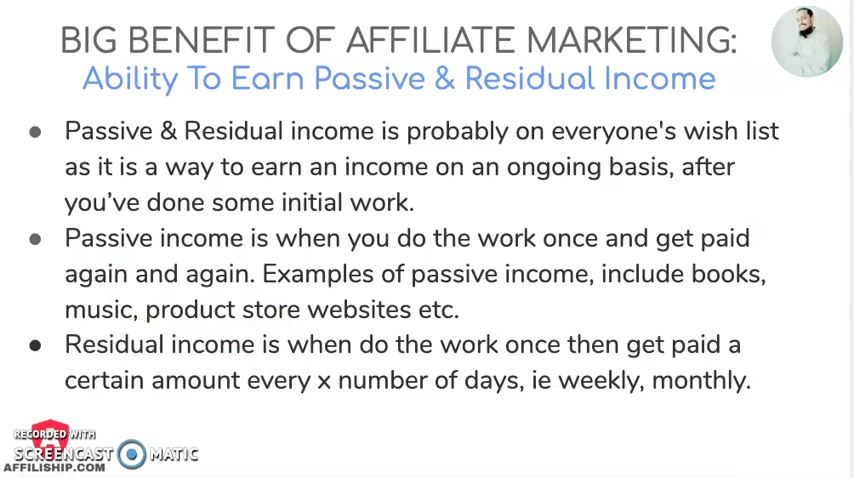 BIG BENEFIT OF AFFILIATE MARKETING:
Ability To Earn Passive & Residual Income
● Passive & Residual income is probably on everyone's wish list
as it is a way to earn an income on an ongoing basis, after
you’ve done some initial work.
● Passive income is when you do the work once and get paid
again and again. Examples of passive income, include books,
music, product store websites etc.
● Residual income is when do the work once then get paid a
certain amount every x number of days, ie weekly, monthly.
RECORDED WITH
SCREENCAST MATIC
AFFILISHIP.COM